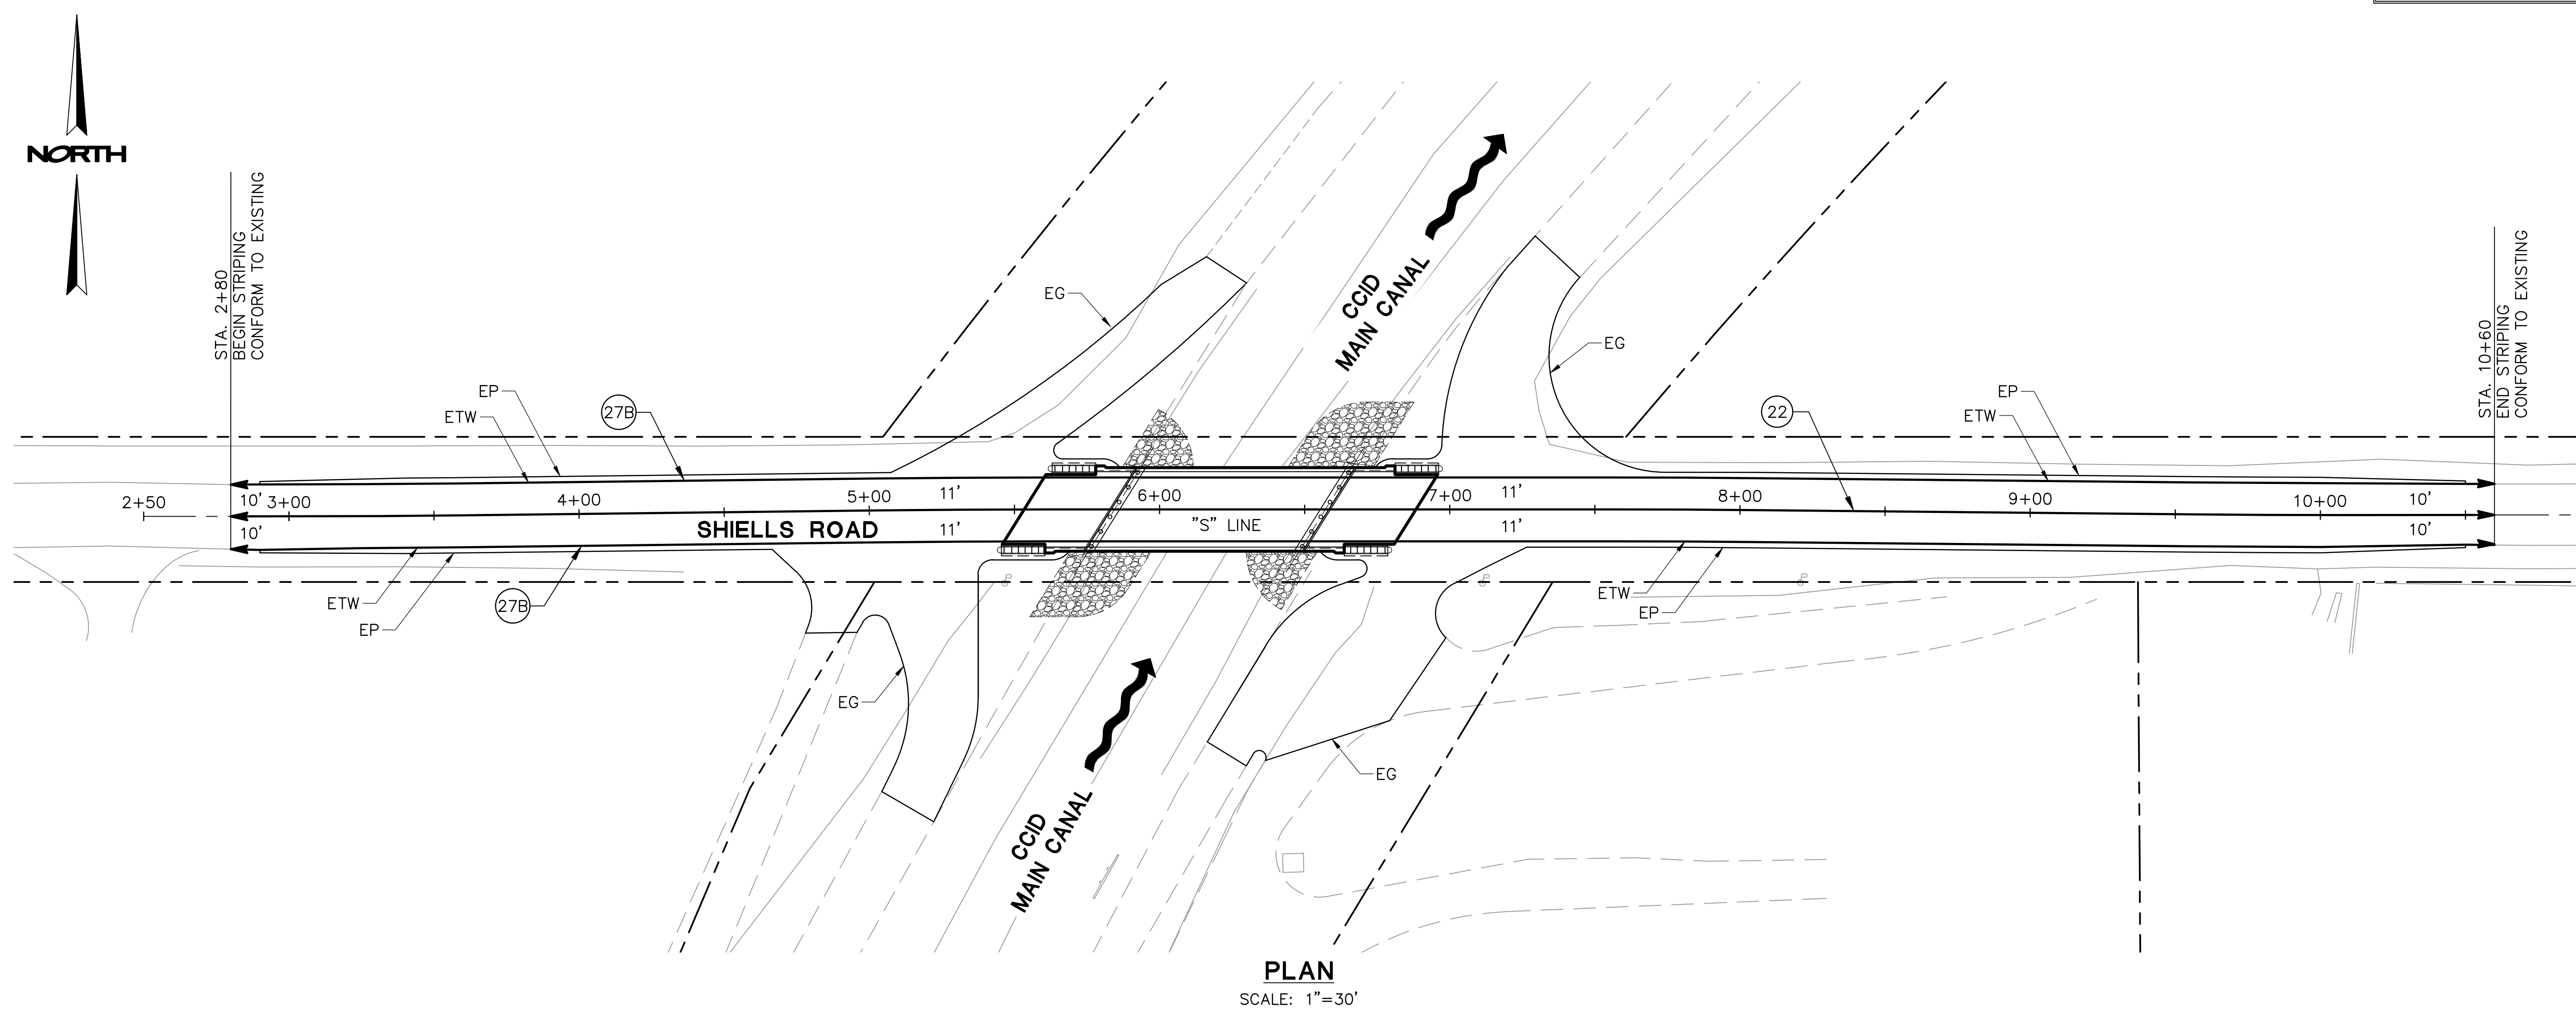 NORTH
STA. 2+80
BEGIN STRIPING
CONFORM TO EXISTING
STA. 10+60
END STRIPING
CONFORM TO EXISTING
EG
CCID
MAIN CANAL
EG
EP
ETW
27B
22
EP
ETW
2+50
10'
3+00
4+00
5+00
11'
6+00
7+00
11'
8+00
9+00
10+00
10'
10'
SHIELLS ROAD
11'
"S" LINE
11'
10'
ETW
EP
27B
ETW
EP
P
P
P
EG
EG
CCID
MAIN CANAL
PLAN
SCALE: 1"=30'